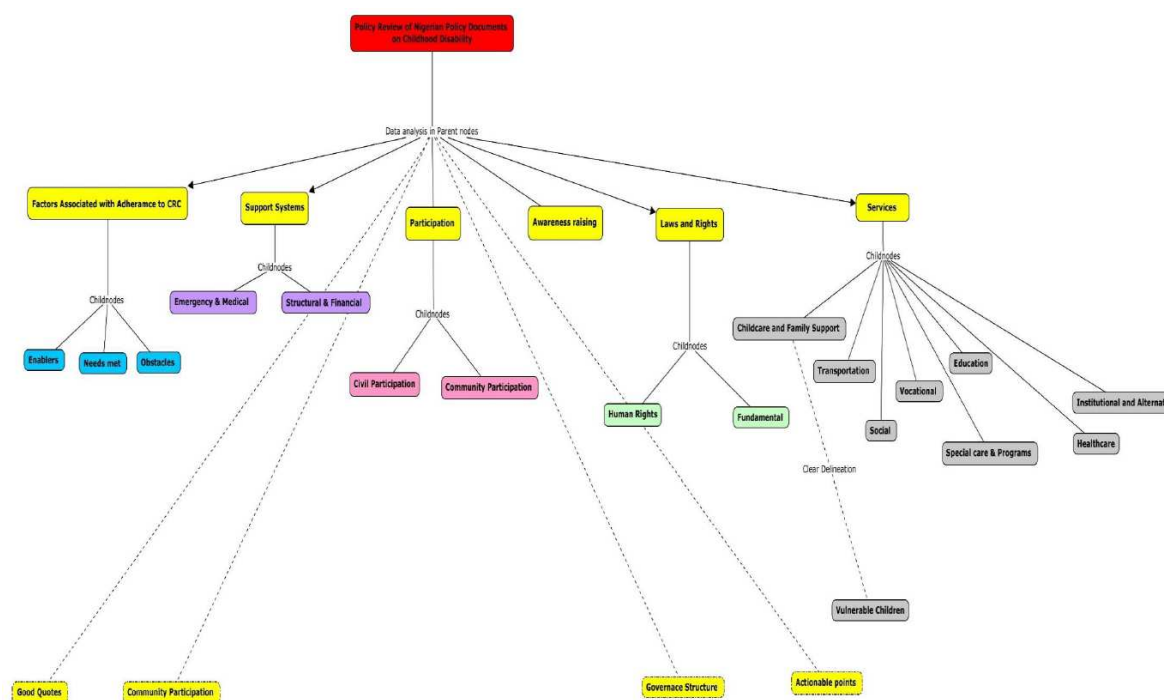 Policy Review of Nigerian Policy Documents
on Childhood Disability
Data analysis in Parent nodes
Factors Associated with Adheramce to CRC
Support Systems
Participation
Awareness raising
Laws and Rights
Services
Childnodes
Enablers
Needs met
Obstacles
Childnodes
Emergency & Medical
Structural & Financial
Childnodes
Civil Participation
Community Participation
Childnodes
Human Rights
Fundamental
Childnodes
Childcare and Family Support
Transportation
Social
Vocational
Education
Special care & Programs
Healthcare
Institutional and Alternat
Clear Delineation
Vulnerable Children
Good Quotes
Community Participation
Governace Structure
Actionable points